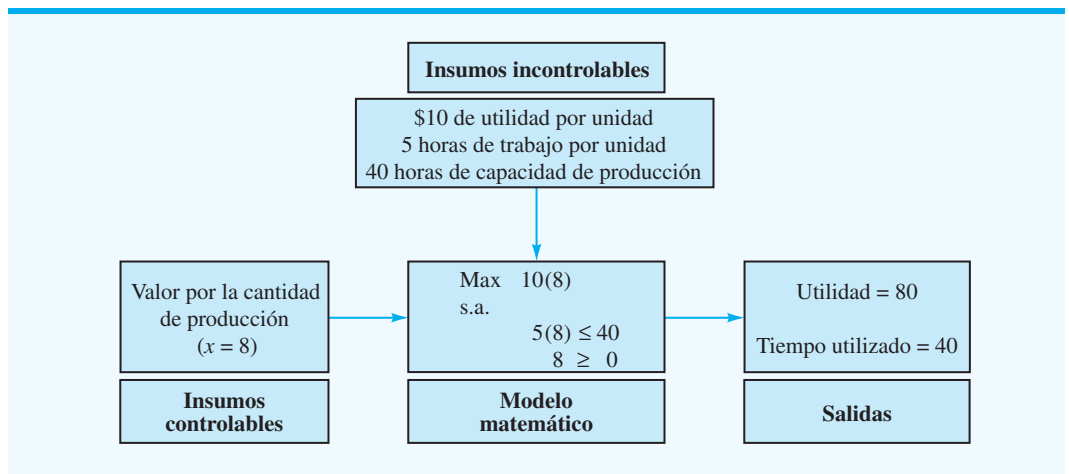 Insumos incontrolables
$10 de utilidad por unidad
5 horas de trabajo por unidad
40 horas de capacidad de producción
Valor por la cantidad
de producción
(x = 8)
Insumos
controlables
Max 10(8)
s.a.
5(8) ≤ 40
8 ≥ 0
Modelo
matemático
Utilidad = 80
Tiempo utilizado = 40
Salidas